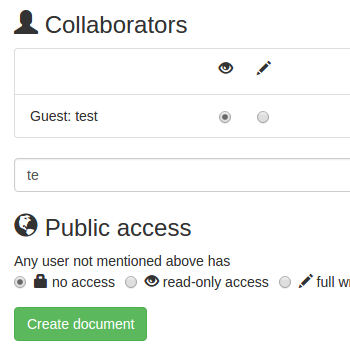 Collaborators
Guest: test
te
Public access
Any user not mentioned above has
no access read-only access full
Create document